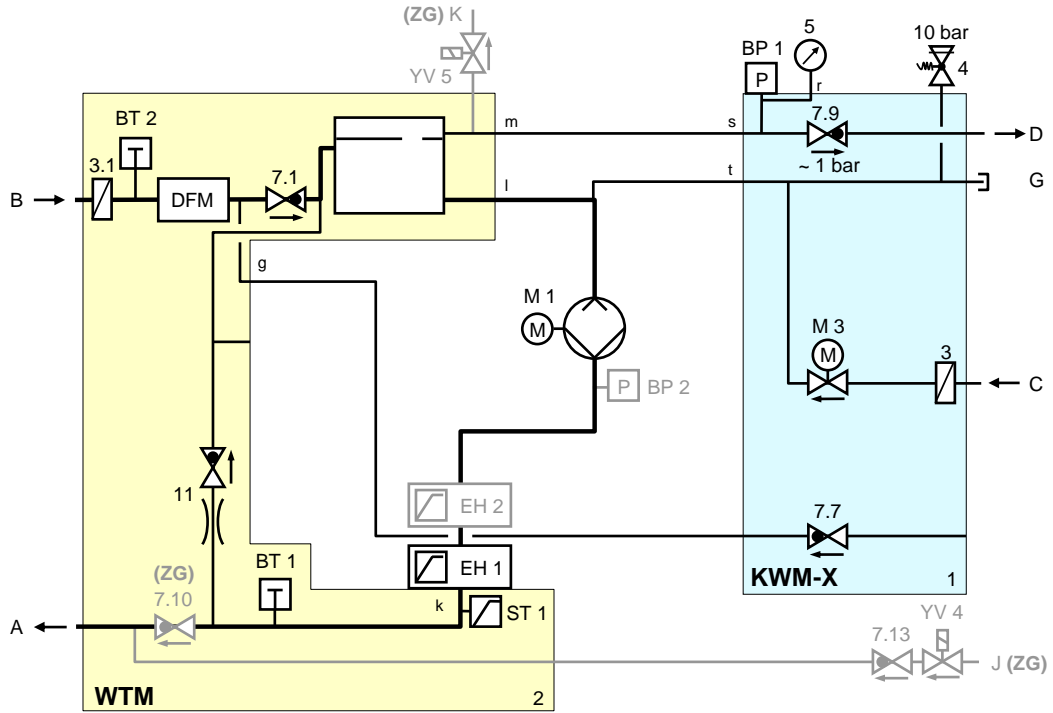 (ZG) K
5
10 bar
BP 1
P
4
YV 5
r
BT 2
m
s
7.9
D
3.1
7.1
~ 1 bar
l
t
G
B
DFM
g
M 1
M
M 3
M
3
C
P
BP 2
11
EH 2
7.7
(ZG)
7.10
BT 1
EH 1
KWM-X
1
k
ST 1
YV 4
A
7.13
J (ZG)
WTM
2